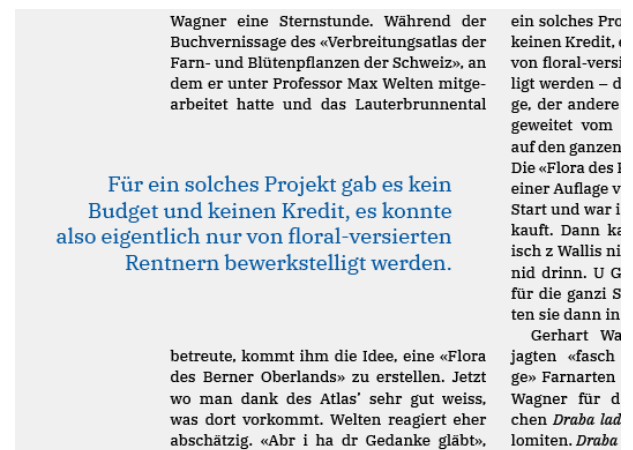 Wagner eine Sternstunde. Während der
Buchvernissage des «Verbreitungsatlas der
Farn- und Blütenpflanzen der Schweiz», an
dem er unter Professor Max Welten mitge-
arbeitet hatte und das Lauterbrunnental
Für ein solches Projekt gab es kein
Budget und keinen Kredit, es konnte
also eigentlich nur von floral-versierten
Rentnern bewerkstelligt werden.
betreute, kommt ihm die Idee, eine «Flora
des Berner Oberlands» zu erstellen. Jetzt
wo man dank des Atlas’ sehr gut weiss,
was dort vorkommt. Welten reagiert eher
abschätzig. «Abr i ha dr Gedanke gläbt»,
ein solches Pro
keinen Kredit,
von floral-versi
ligt werden – d
ge, der andere
geweitet vom
auf den ganzen
Die «Flora des
einer Auflage v
Start und war i
kauft. Dann ka
isch z Wallis ni
nid drinn. U G
für die ganzi S
ten sie dann in
Gerhart Wa
jagten «fasch
ge» Farnarten
Wagner für d
chen Draba lad
lomiten. Draba